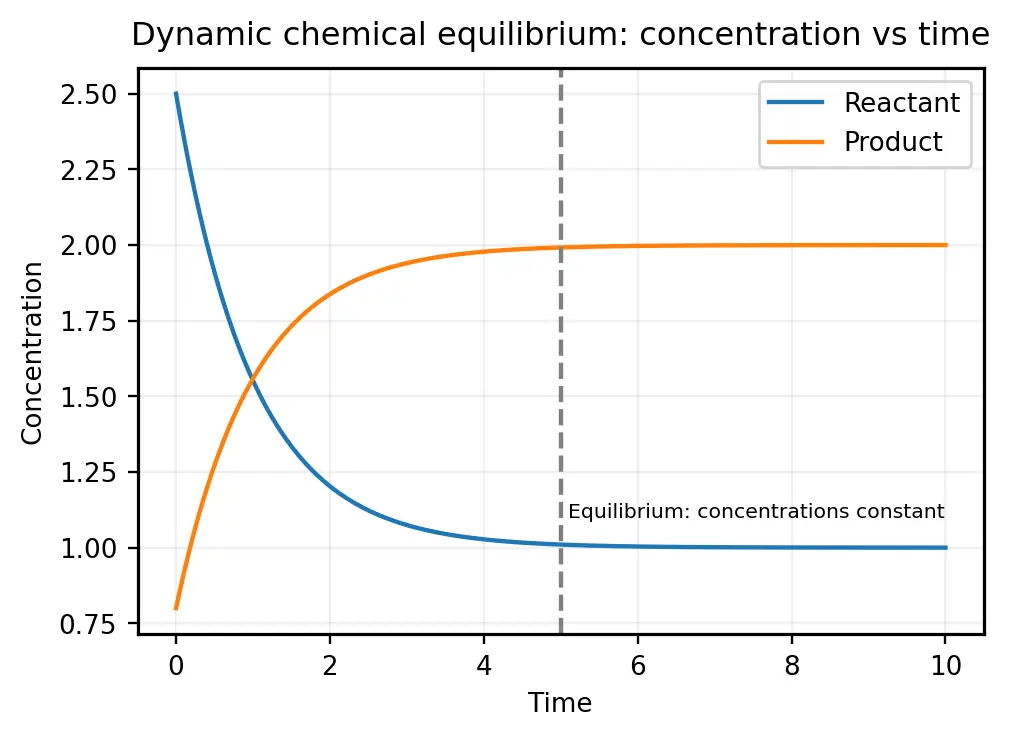 Dynamic chemical equilibrium: concentration vs time
2.50
2.25
2.00
1.75
1.50
1.25
1.00
0.75
Concentration
Reactant
Product
Equilibrium: concentrations constant
0 2 4 6 8 10
Time